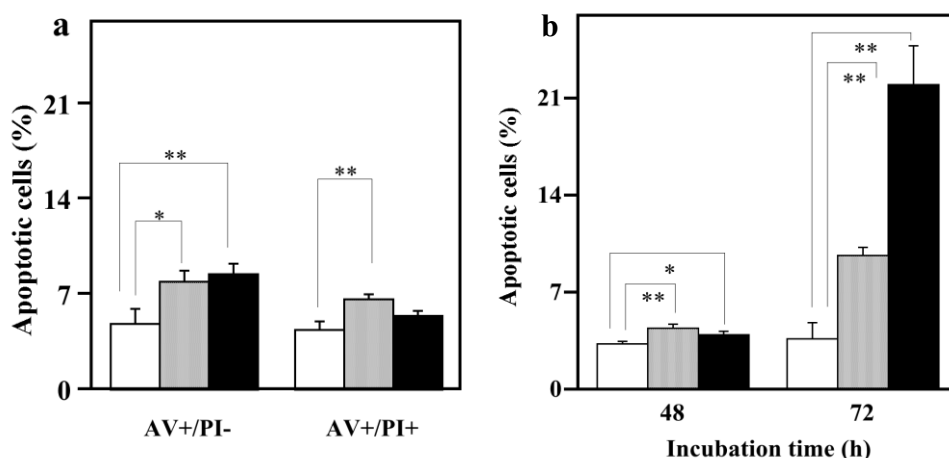 a
Apoptotic cells (%)
21
14
7
0
**
*
**
AV+/PI-
AV+/PI+
b
Apoptotic cells (%)
21
14
7
0
*
**
**
**
48
72
Incubation time (h)